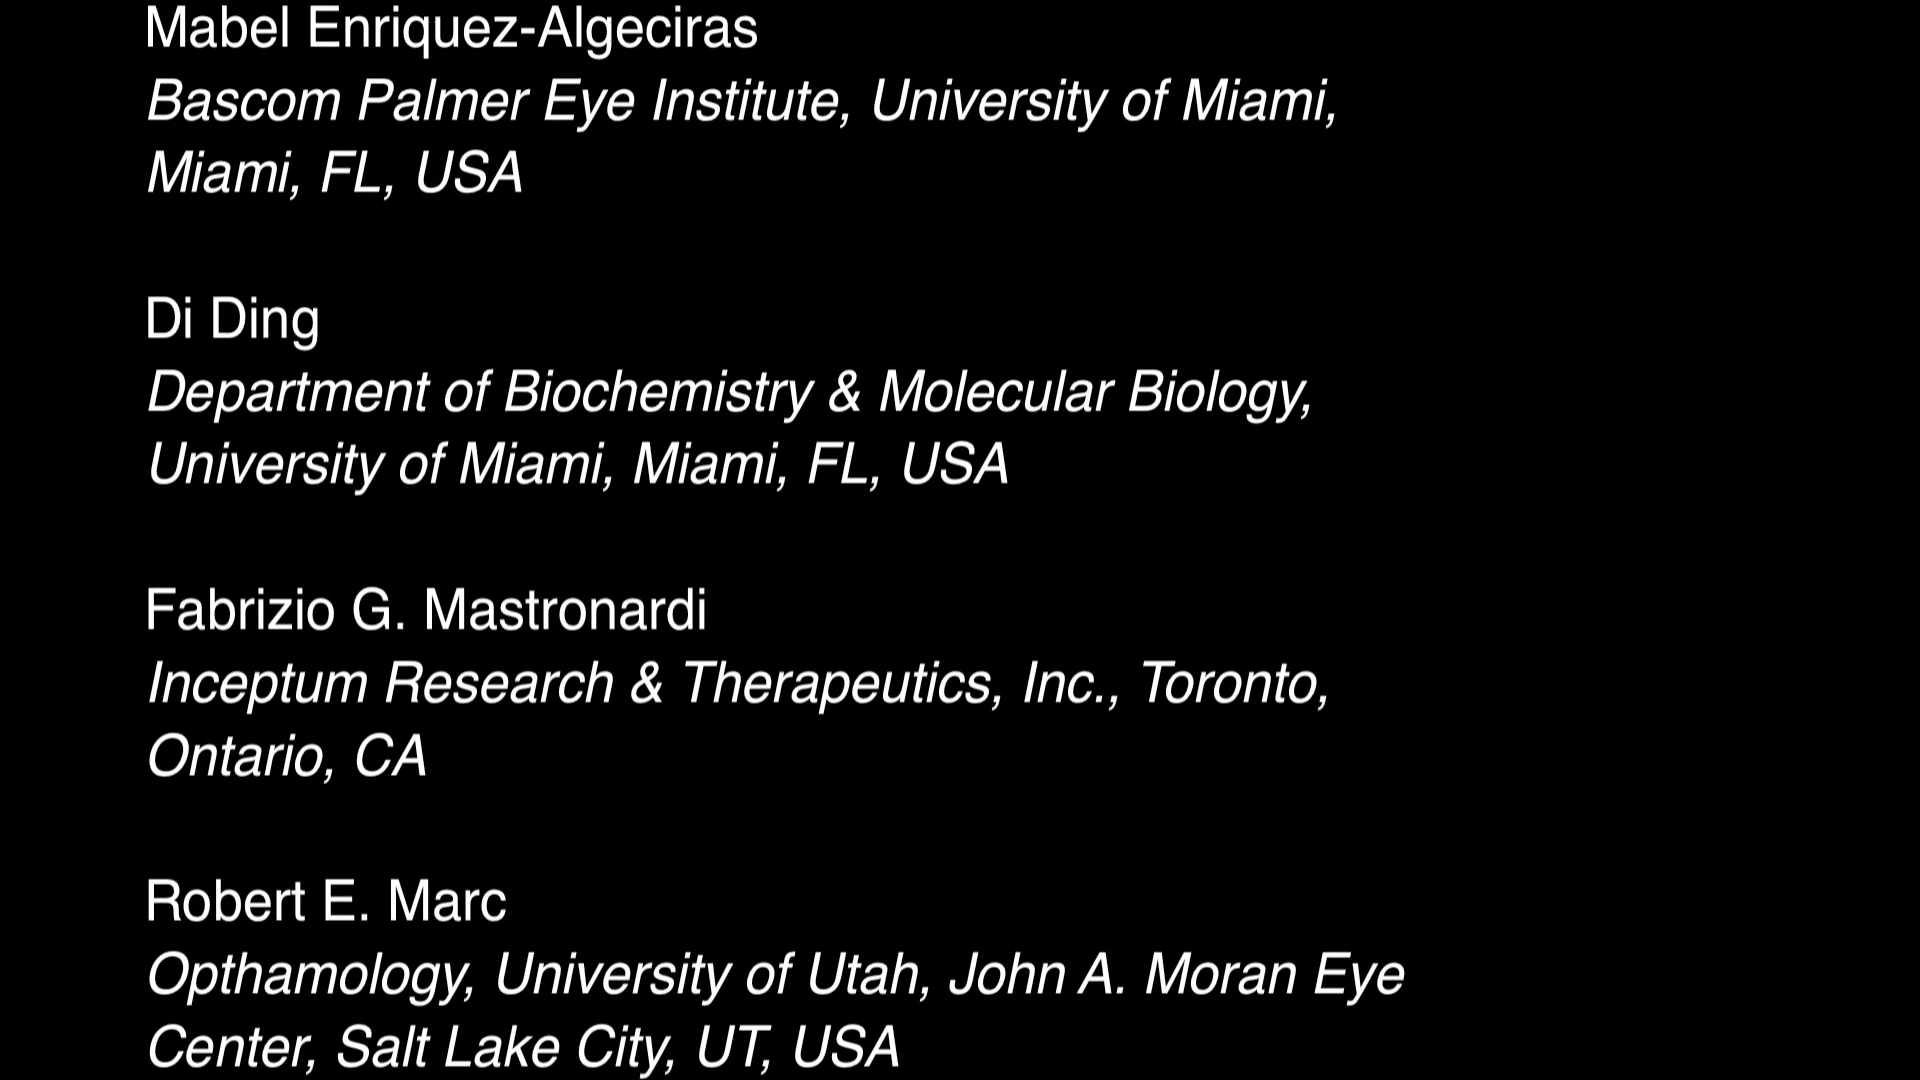 Mabel Enriquez-Algeciras
Bascom Palmer Eye Institute, University of Miami,
Miami, FL, USA
Di Ding
Department of Biochemistry & Molecular Biology,
University of Miami, Miami, FL, USA
Fabrizio G. Mastronardi
Inceptum Research & Therapeutics, Inc., Toronto,
Ontario, CA
Robert E. Marc
Opthamology, University of Utah, John A. Moran Eye
Center, Salt Lake City, UT, USA